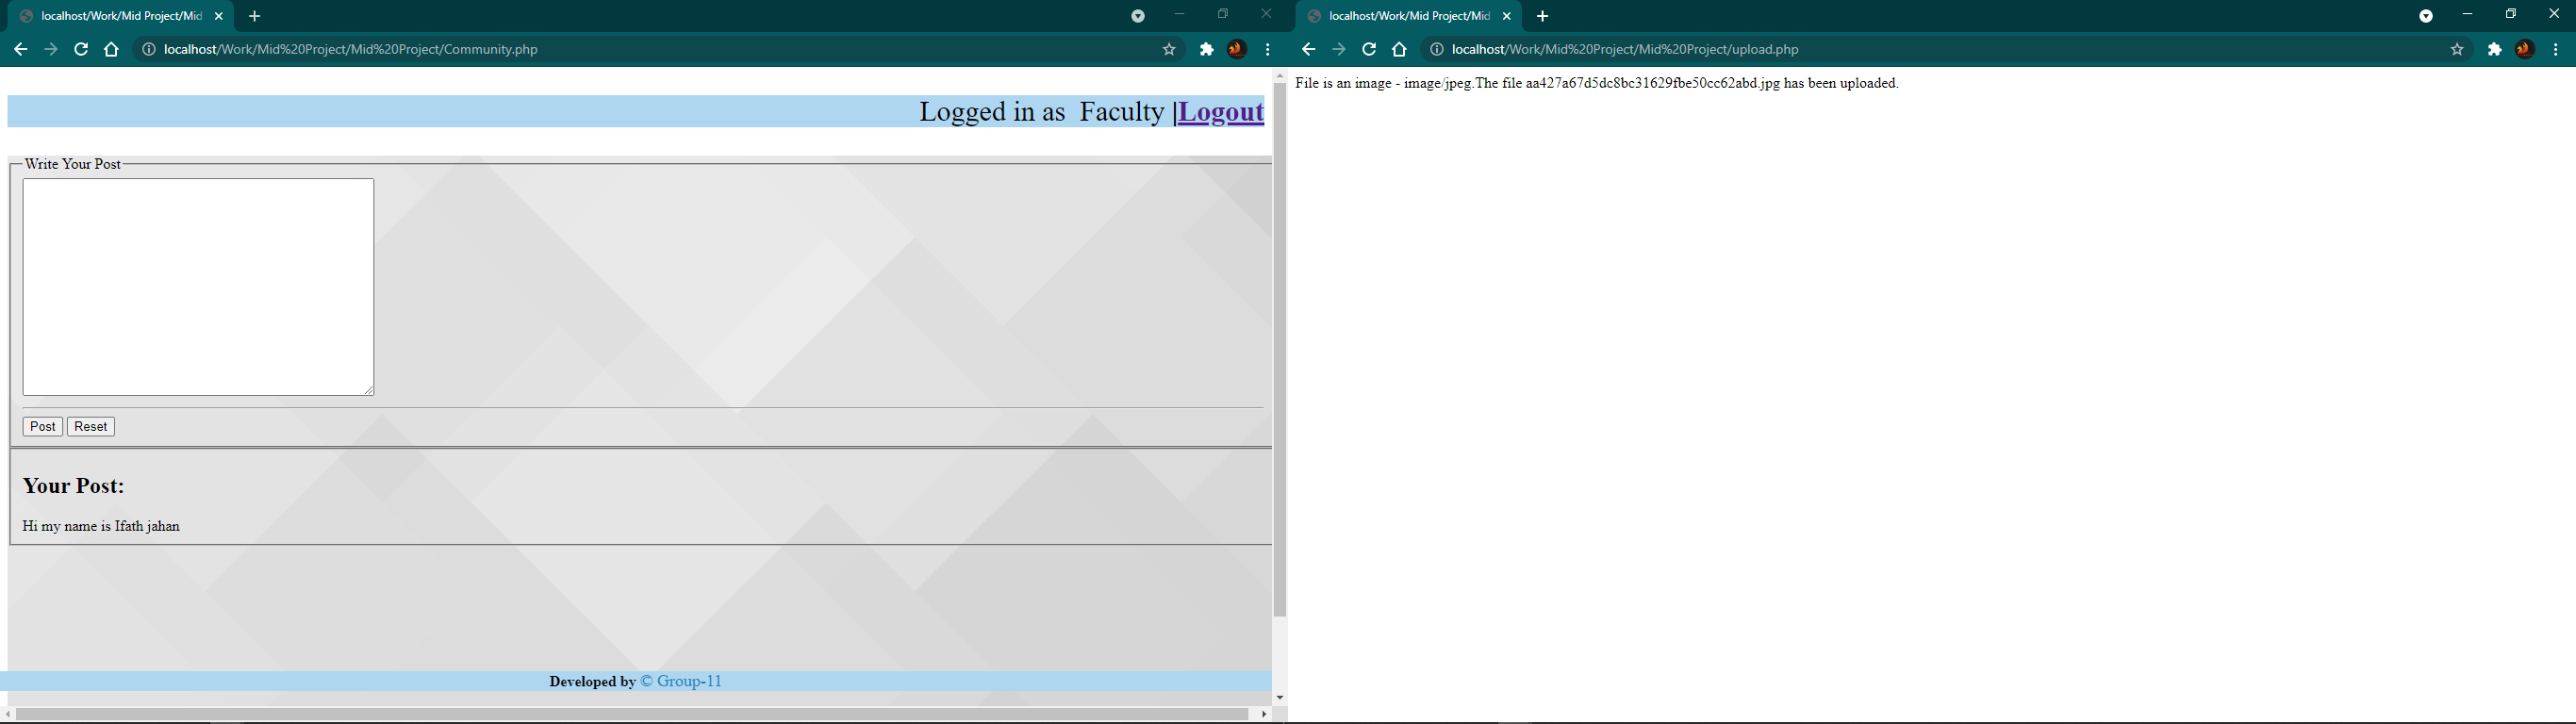 localhost/Work/Mid Project/Mid
localhost/Work/Mid%20Project/Mid%20Project/Community.php
Logged in as  Faculty |Logout
Write Your Post
Post Reset
Your Post:
Hi my name is Ifath jahan
Developed by © Group-11
localhost/Work/Mid Project/Mid
localhost/Work/Mid%20Project/Mid%20Project/upload.php
File is an image - image/jpeg.The file aa427a67d5dc8bc31629fbe50cc62abd.jpg has been uploaded.